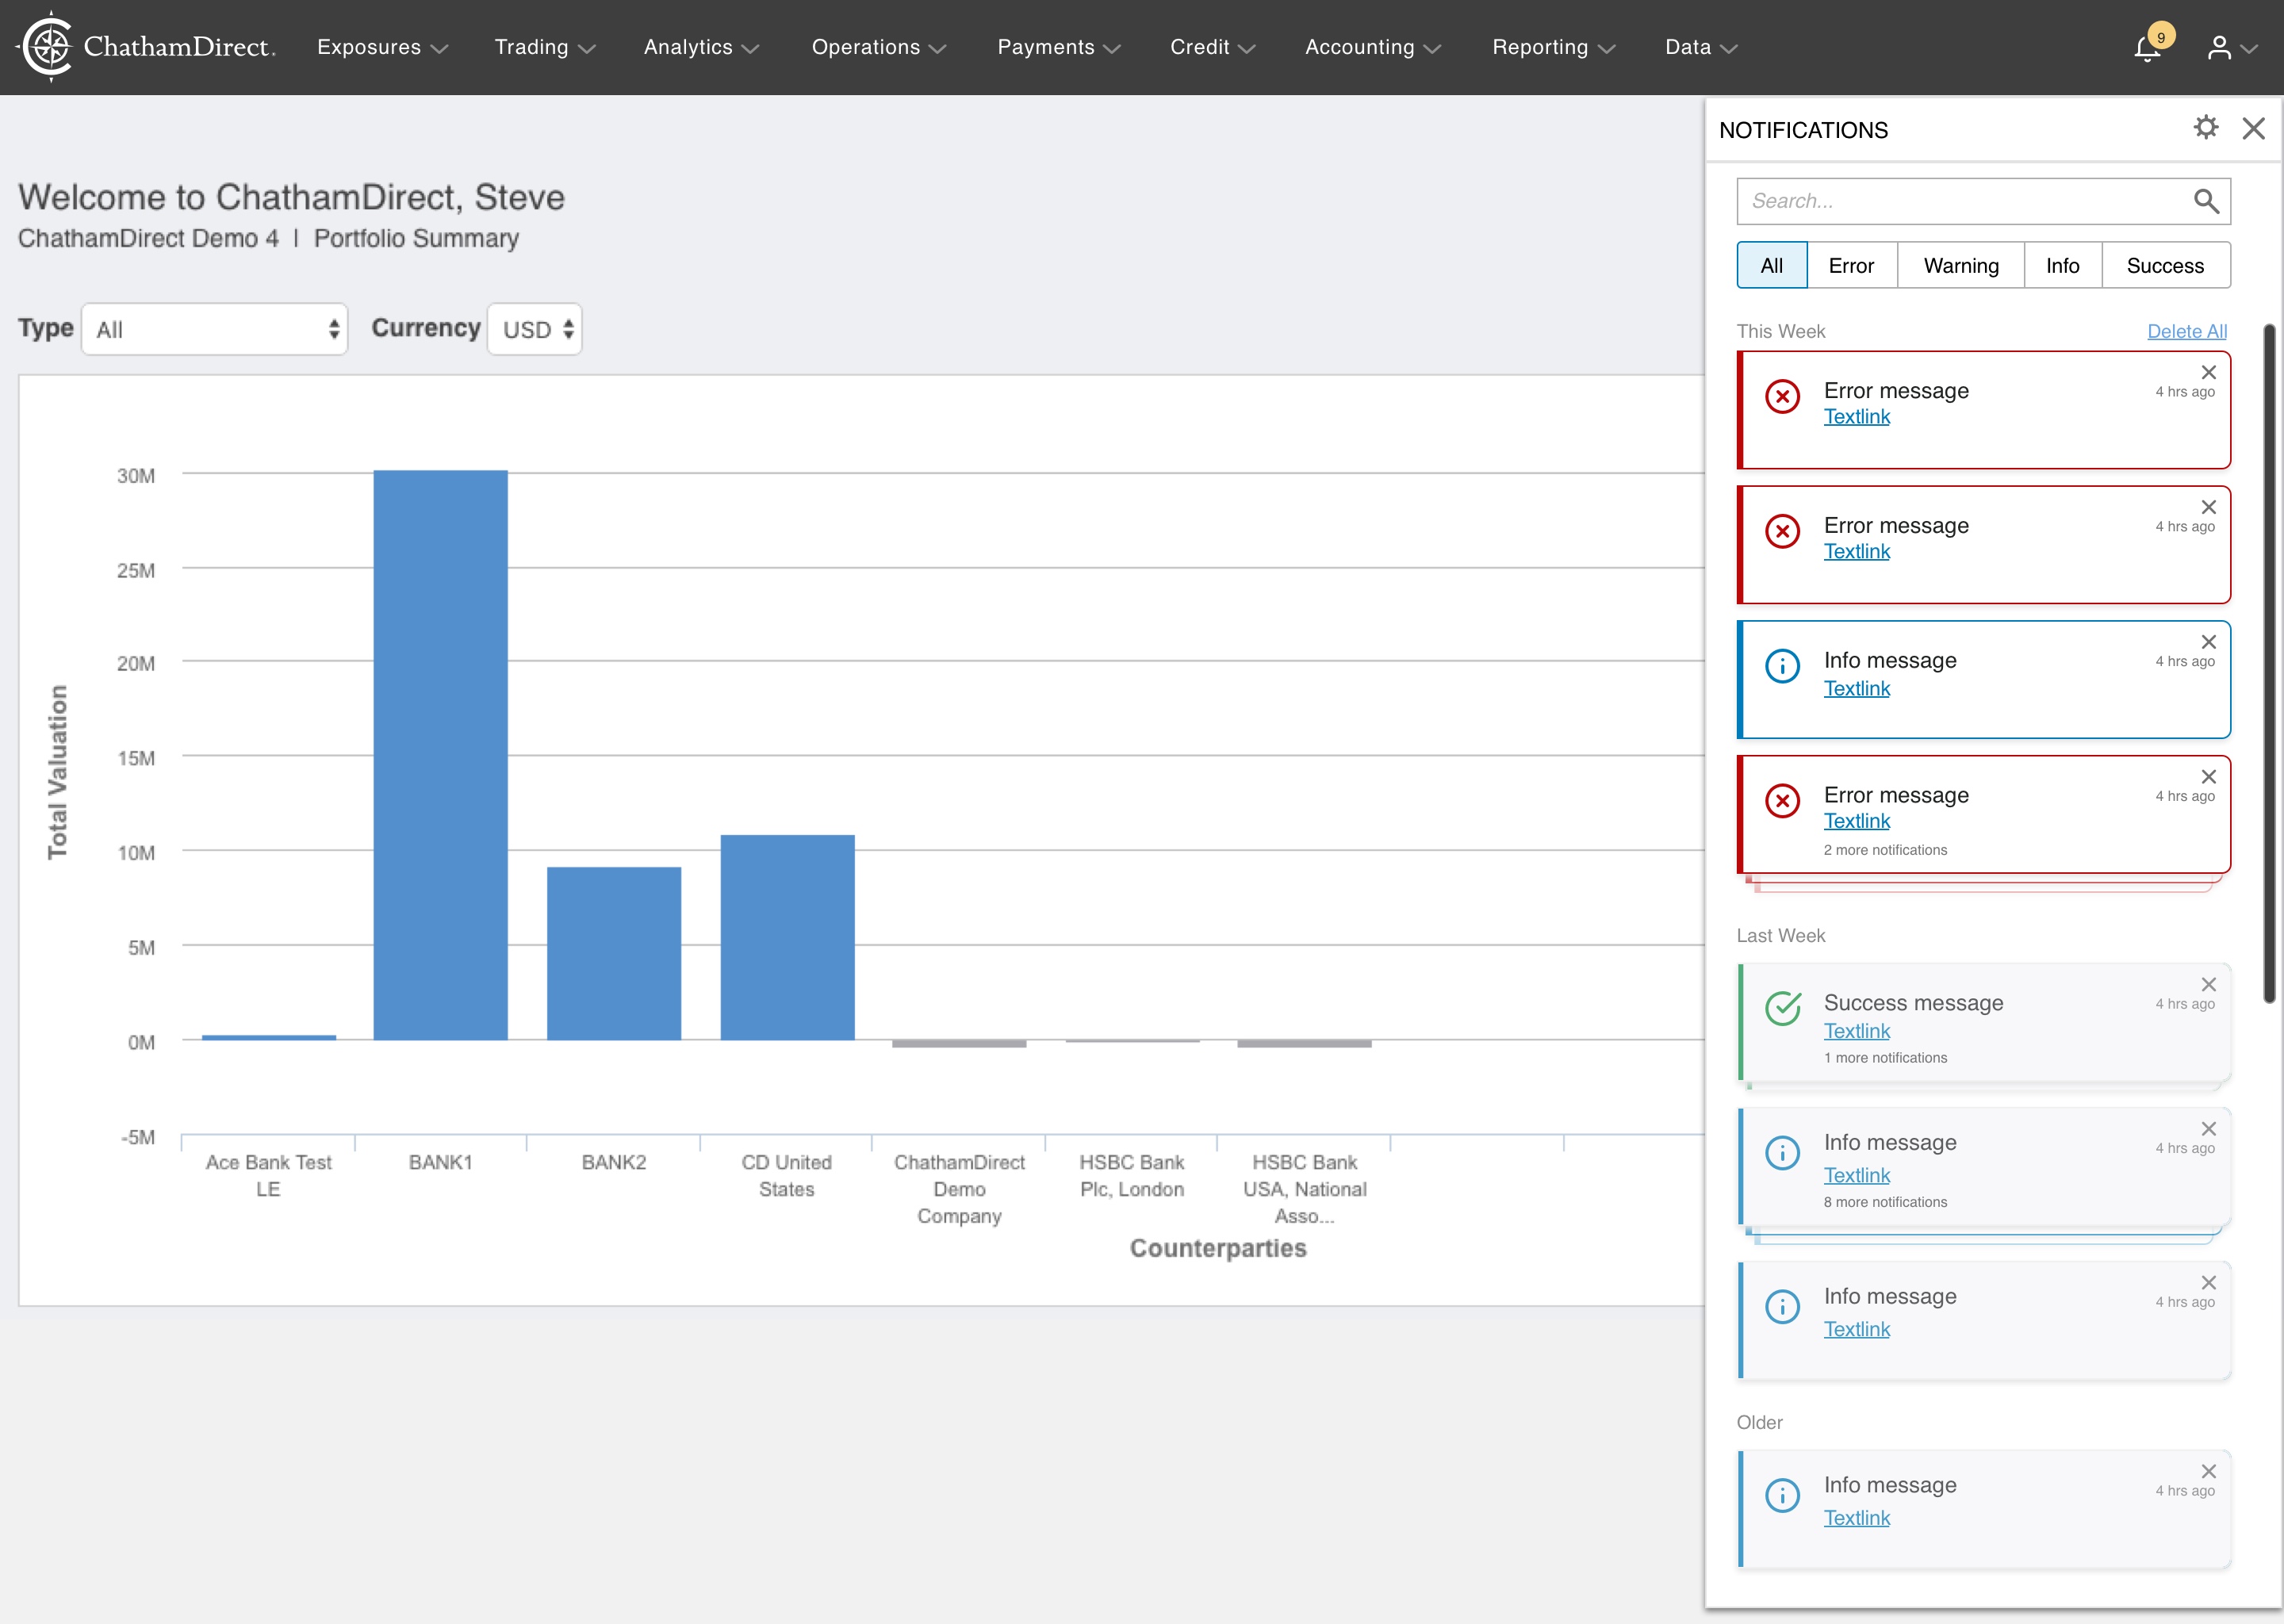 ChathamDirect.
Exposures Trading Analytics Operations Payments Credit Accounting Reporting Data 9
Welcome to ChathamDirect, Steve
ChathamDirect Demo 4 | Portfolio Summary
Type All Currency USD
Total Valuation
30M
25M
20M
15M
10M
5M
0M
-5M
Ace Bank Test
LE
BANK1
BANK2
CD United
States
ChathamDirect
Demo
Company
HSBC Bank
Plc, London
HSBC Bank
USA, National
Asso...
Counterparties
NOTIFICATIONS
Search...
All Error Warning Info Success
This Week Delete All
Error message 4 hrs ago
Textlink
Error message 4 hrs ago
Textlink
Info message 4 hrs ago
Textlink
Error message 4 hrs ago
Textlink
2 more notifications
Last Week
Success message 4 hrs ago
Textlink
1 more notifications
Info message 4 hrs ago
Textlink
8 more notifications
Info message 4 hrs ago
Textlink
Older
Info message 4 hrs ago
Textlink